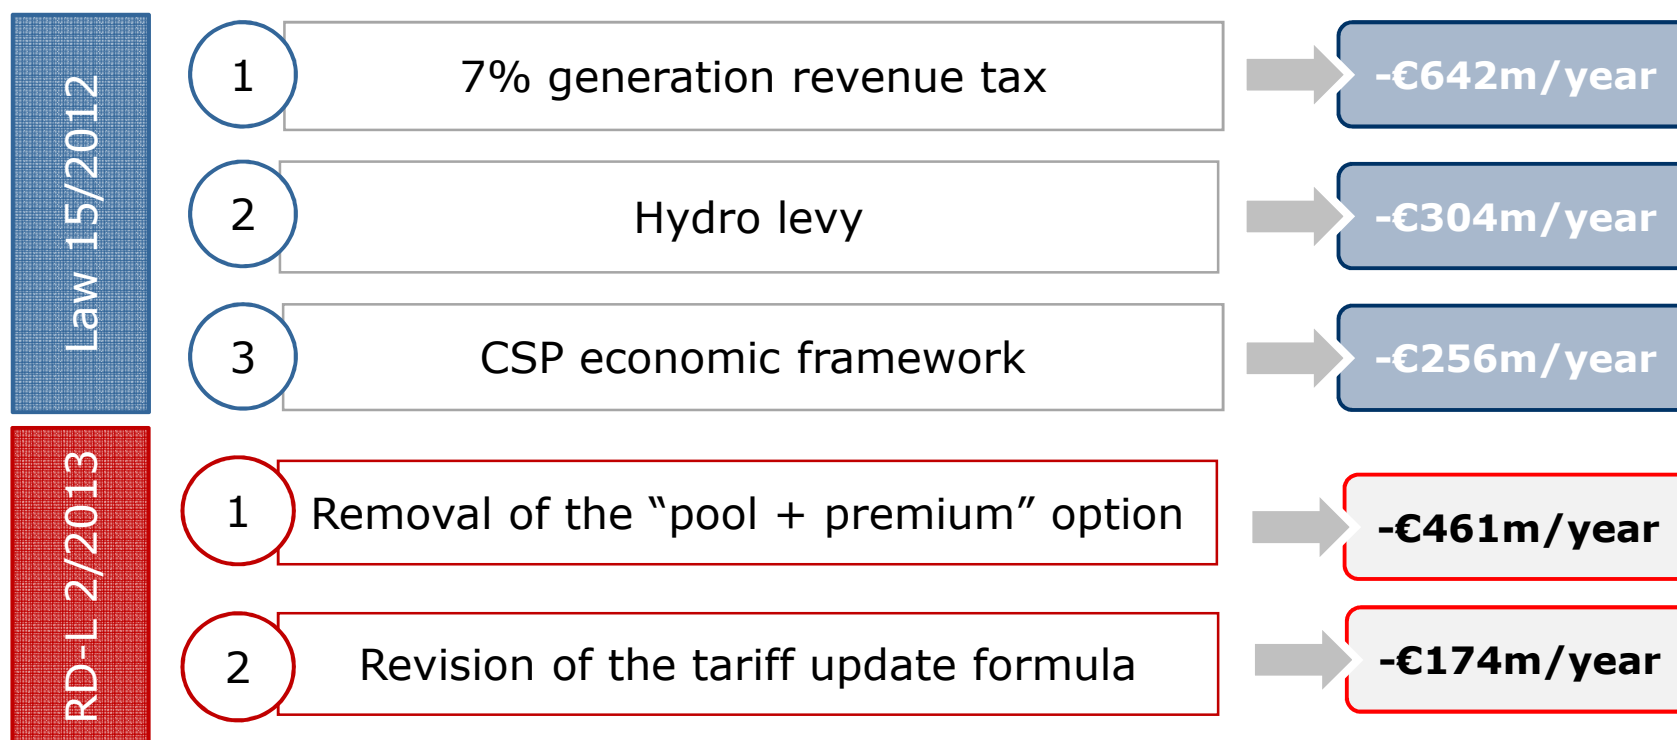 Law 15/2012
1
7% generation revenue tax
-€642m/year
2
Hydro levy
-€304m/year
3
CSP economic framework
-€256m/year
RD-L 2/2013
1
Removal of the “pool + premium” option
-€461m/year
2
Revision of the tariff update formula
-€174m/year